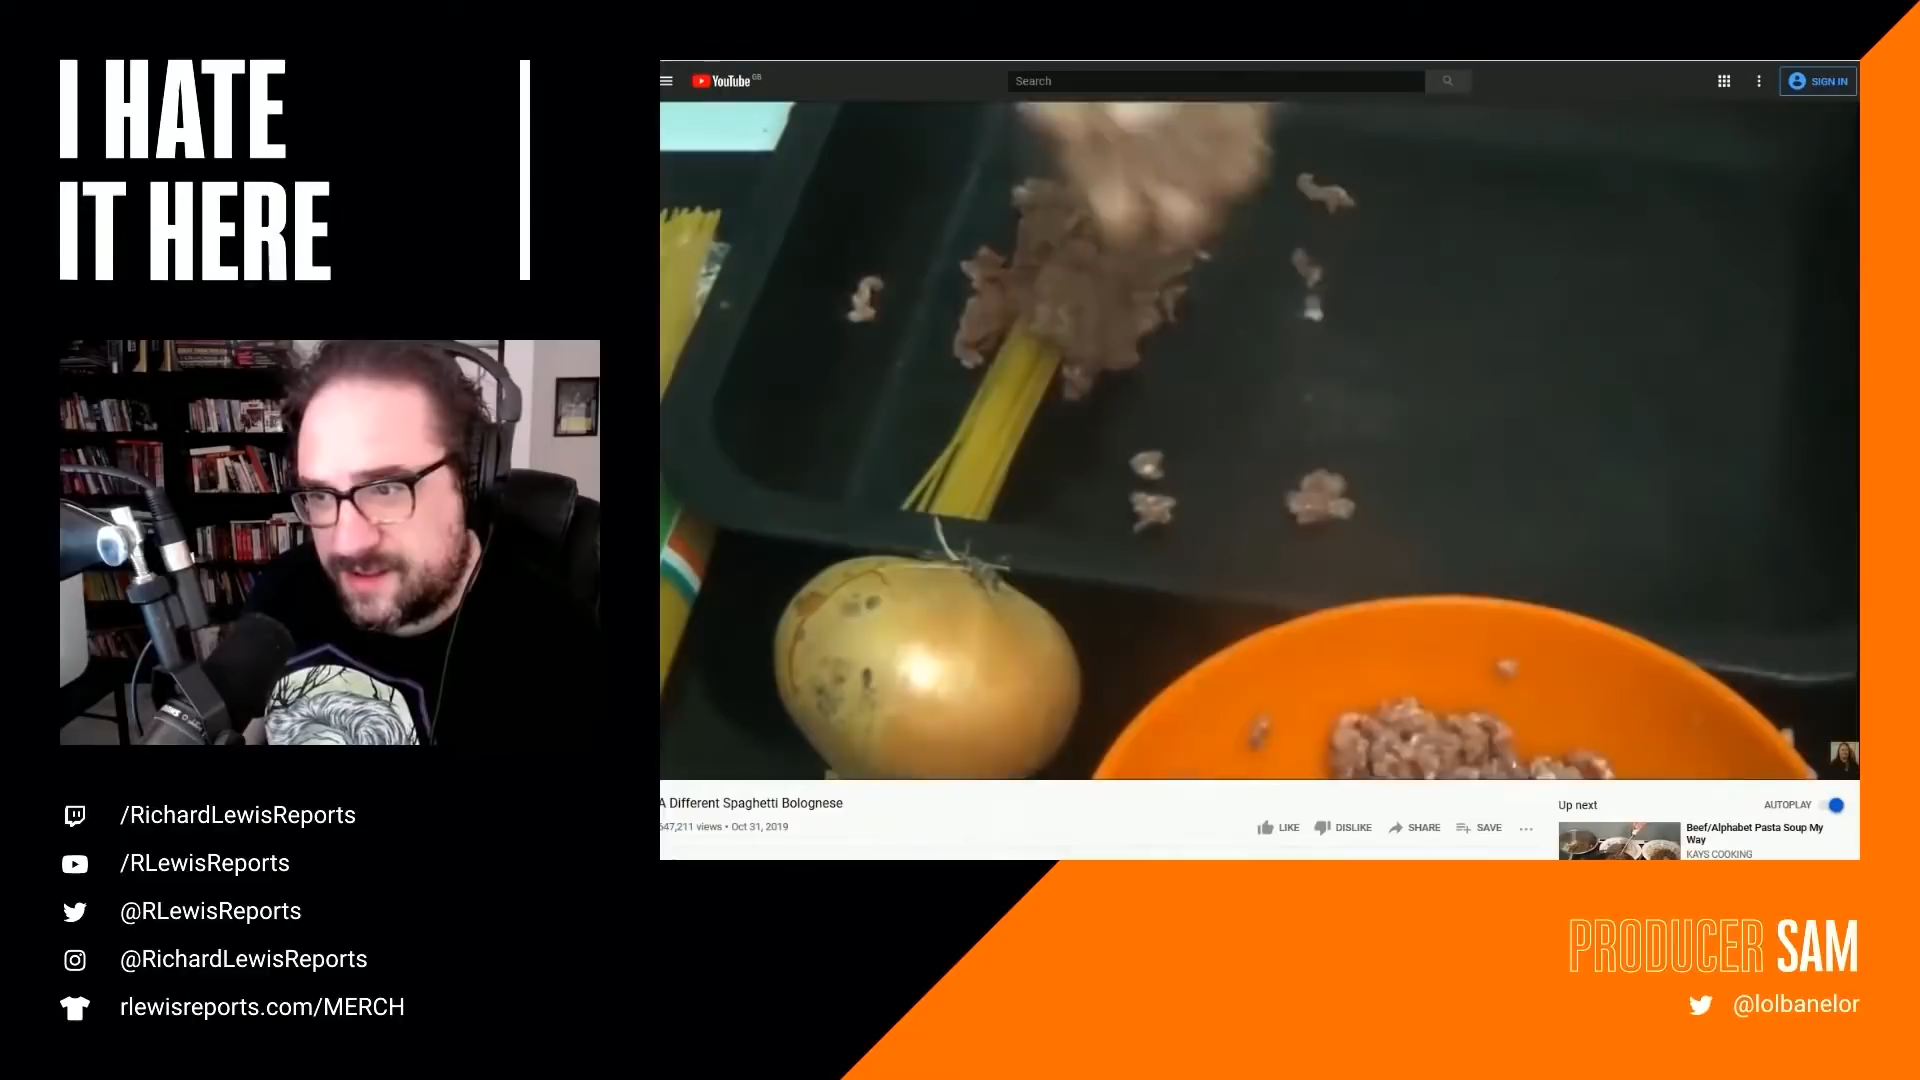 I HATE
IT HERE
YouTube GB
Search
SIGN IN
A Different Spaghetti Bolognese
647,211 views • Oct 31, 2019
LIKE
DISLIKE
SHARE
SAVE
Up next
AUTOPLAY
Beef/Alphabet Pasta Soup My
Way
KAYS COOKING
/RichardLewisReports
/RLewisReports
@RLewisReports
@RichardLewisReports
rlewisreports.com/MERCH
PRODUCER SAM
@lolbanelor